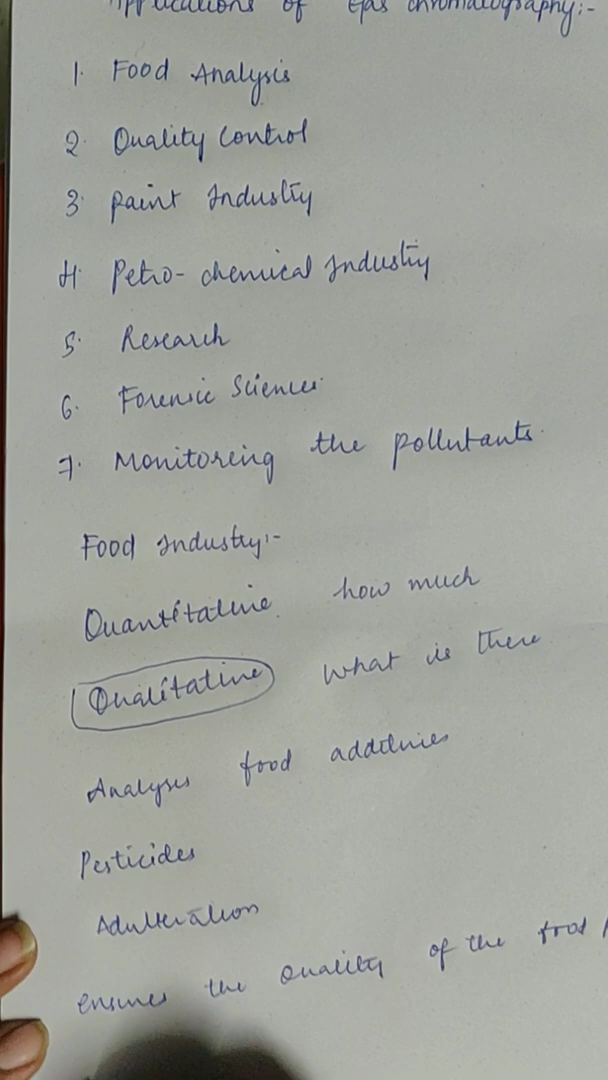 Applications of Gas chromatography:-
1. Food Analysis
2. Quality Control
3. paint Industry
4. Petro-chemical Industry
5. Research
6. Forensic Sciences
7. Monitoring the pollutants.
Food Industry:-
Quantitative how much
Qualitative What is there
Analyses food additives
Pesticides
Adulteration
ensures the quality of the food